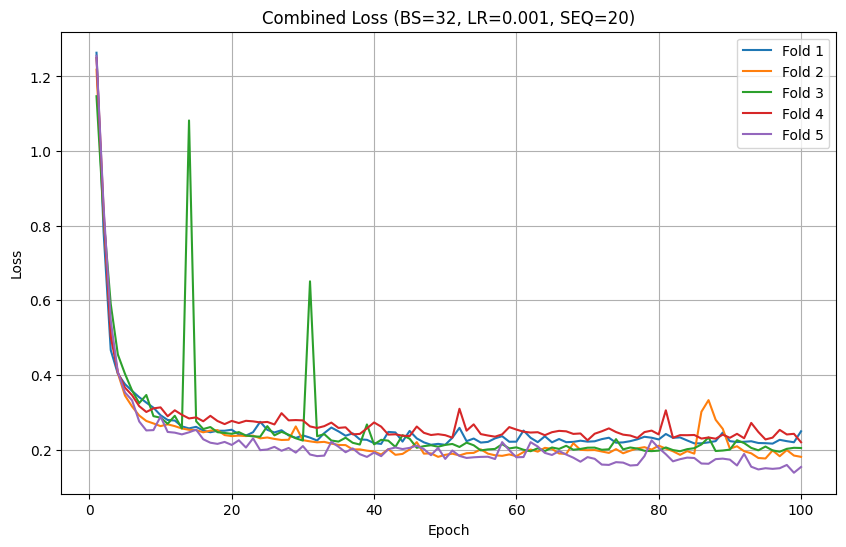 Combined Loss (BS=32, LR=0.001, SEQ=20)
Fold 1
Fold 2
Fold 3
Fold 4
Fold 5
Loss
1.2
1.0
0.8
0.6
0.4
0.2
0 20 40 60 80 100
Epoch